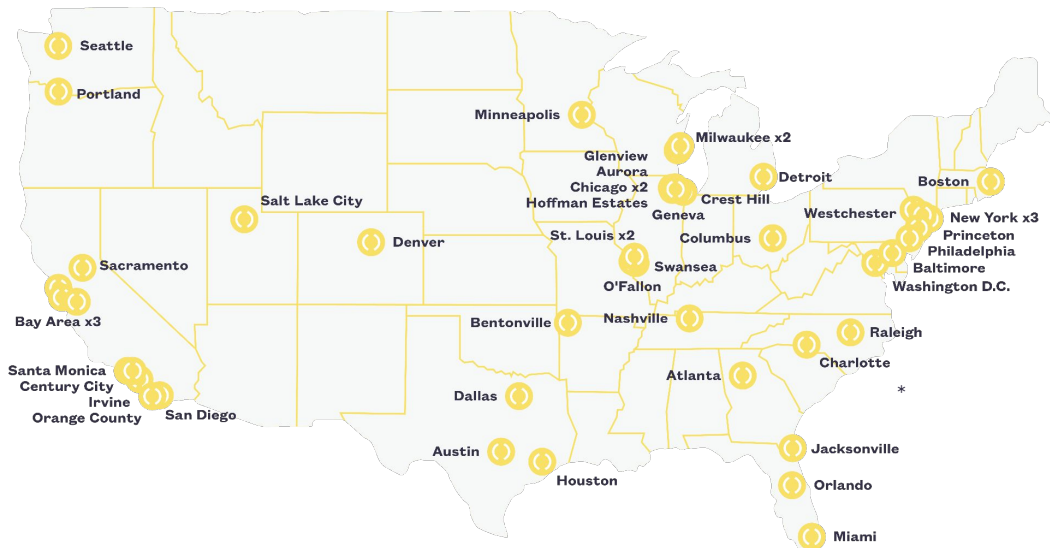 Seattle
Portland
Minneapolis
Milwaukee x2
Glenview
Aurora
Chicago x2
Hoffman Estates
Geneva
Crest Hill
Detroit
Boston
Salt Lake City
Denver
St. Louis x2
Swansea
O'Fallon
Columbus
Westchester
New York x3
Princeton
Philadelphia
Baltimore
Washington D.C.
Sacramento
Bay Area x3
Bentonville
Nashville
Raleigh
Charlotte
Santa Monica
Century City
Irvine
Orange County
San Diego
Dallas
Atlanta
*
Austin
Houston
Jacksonville
Orlando
Miami